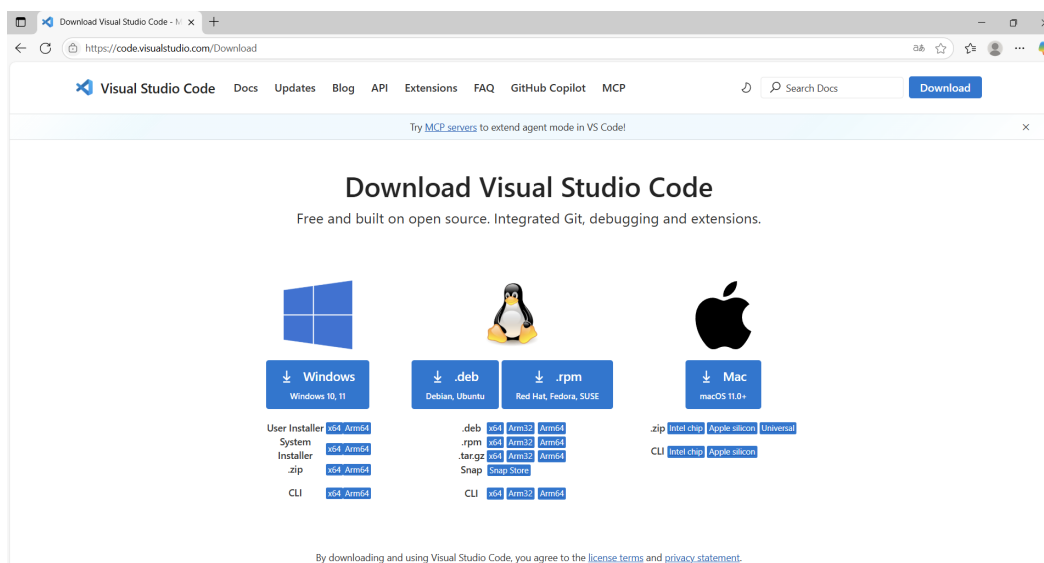 Download Visual Studio Code - M
https://code.visualstudio.com/Download
Visual Studio Code Docs Updates Blog API Extensions FAQ GitHub Copilot MCP Search Docs Download
Try MCP servers to extend agent mode in VS Code!
Download Visual Studio Code
Free and built on open source. Integrated Git, debugging and extensions.
Windows
Windows 10, 11
User Installer x64 Arm64
System
Installer x64 Arm64
.zip x64 Arm64
CLI x64 Arm64
.deb
Debian, Ubuntu
.rpm
Red Hat, Fedora, SUSE
.deb x64 Arm32 Arm64
.rpm x64 Arm32 Arm64
.tar.gz x64 Arm32 Arm64
Snap Snap Store
CLI x64 Arm32 Arm64
Mac
macOS 11.0+
.zip Intel chip Apple silicon Universal
CLI Intel chip Apple silicon
By downloading and using Visual Studio Code, you agree to the license terms and privacy statement.